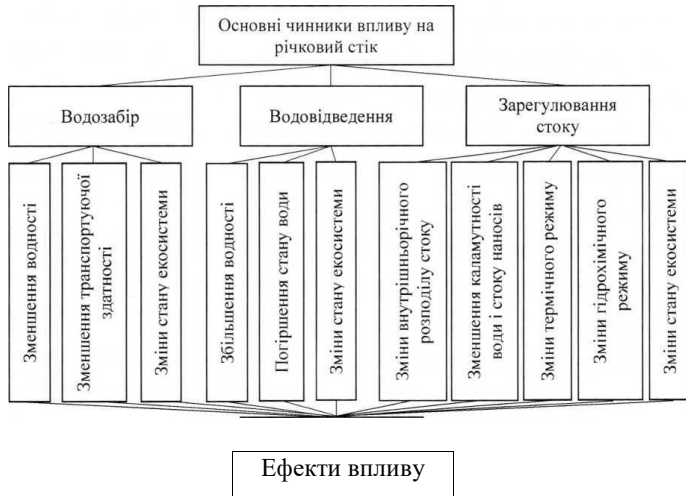 Основні чинники впливу на
річковий стік
Водозабір
Водовідведення
Зарегулювання
стоку
Зменшення водності
Зменшення транспортуючої
здатності
Зміни стану екосистеми
Збільшення водності
Погіршення стану води
Зміни стану екосистеми
Зміни внутрішньорічного
розподілу стоку
Зменшення каламутності
води і стоку наносів
Зміни термічного режиму
Зміни гідрохімічного
режиму
Зміни стану екосистеми
Ефекти впливу